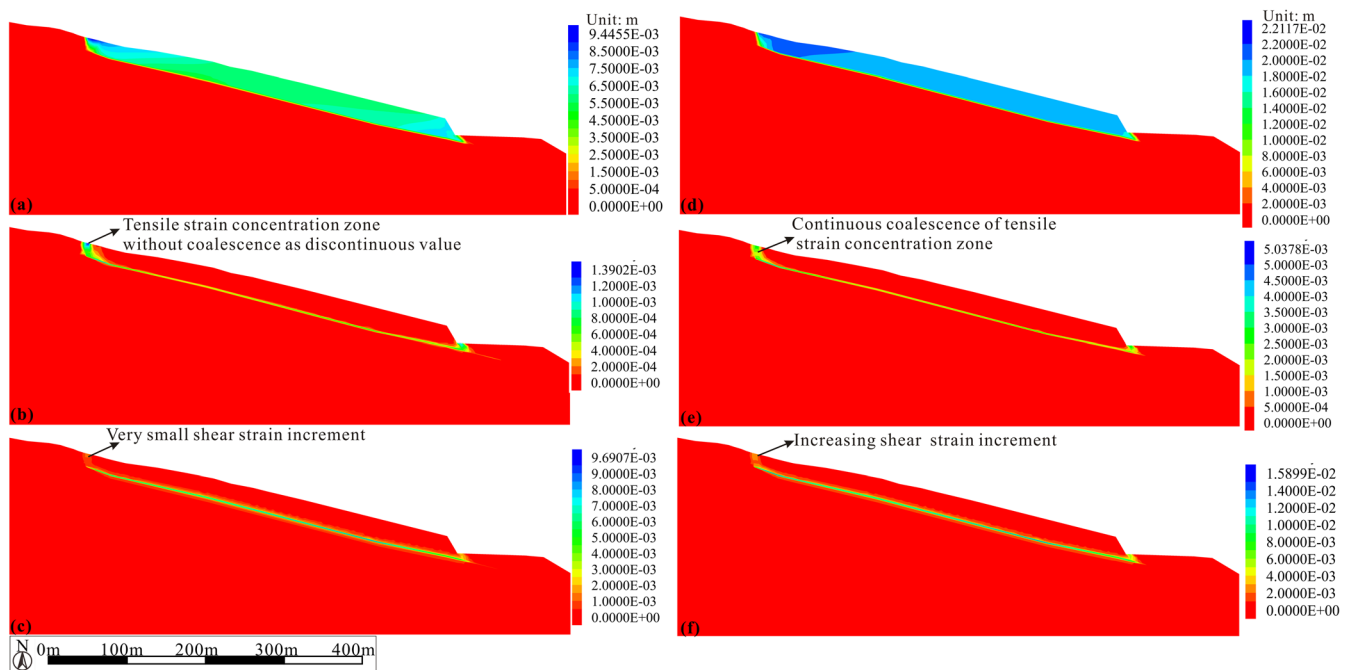 Unit: m
9.4455E-03
8.5000E-03
7.5000E-03
6.5000E-03
5.5000E-03
4.5000E-03
3.5000E-03
2.5000E-03
1.5000E-03
5.0000E-04
0.0000E+00
(a)
Tensile strain concentration zone
without coalescence as discontinuous value
1.3902E-03
1.2000E-03
1.0000E-03
8.0000E-04
6.0000E-04
4.0000E-04
2.0000E-04
0.0000E+00
(b)
Very small shear strain increment
9.6907E-03
9.0000E-03
8.0000E-03
7.0000E-03
6.0000E-03
5.0000E-03
4.0000E-03
3.0000E-03
2.0000E-03
1.0000E-03
0.0000E+00
(c)
N
0m 100m 200m 300m 400m
Unit: m
2.2117E-02
2.2000E-02
2.0000E-02
1.8000E-02
1.6000E-02
1.4000E-02
1.2000E-02
1.0000E-02
8.0000E-03
6.0000E-03
4.0000E-03
2.0000E-03
0.0000E+00
(d)
Continuous coalescence of tensile
strain concentration zone
5.0378E-03
5.0000E-03
4.5000E-03
4.0000E-03
3.5000E-03
3.0000E-03
2.5000E-03
2.0000E-03
1.5000E-03
1.0000E-03
5.0000E-04
0.0000E+00
(e)
Increasing shear strain increment
1.5899E-02
1.4000E-02
1.2000E-02
1.0000E-02
8.0000E-03
6.0000E-03
4.0000E-03
2.0000E-03
0.0000E+00
(f)